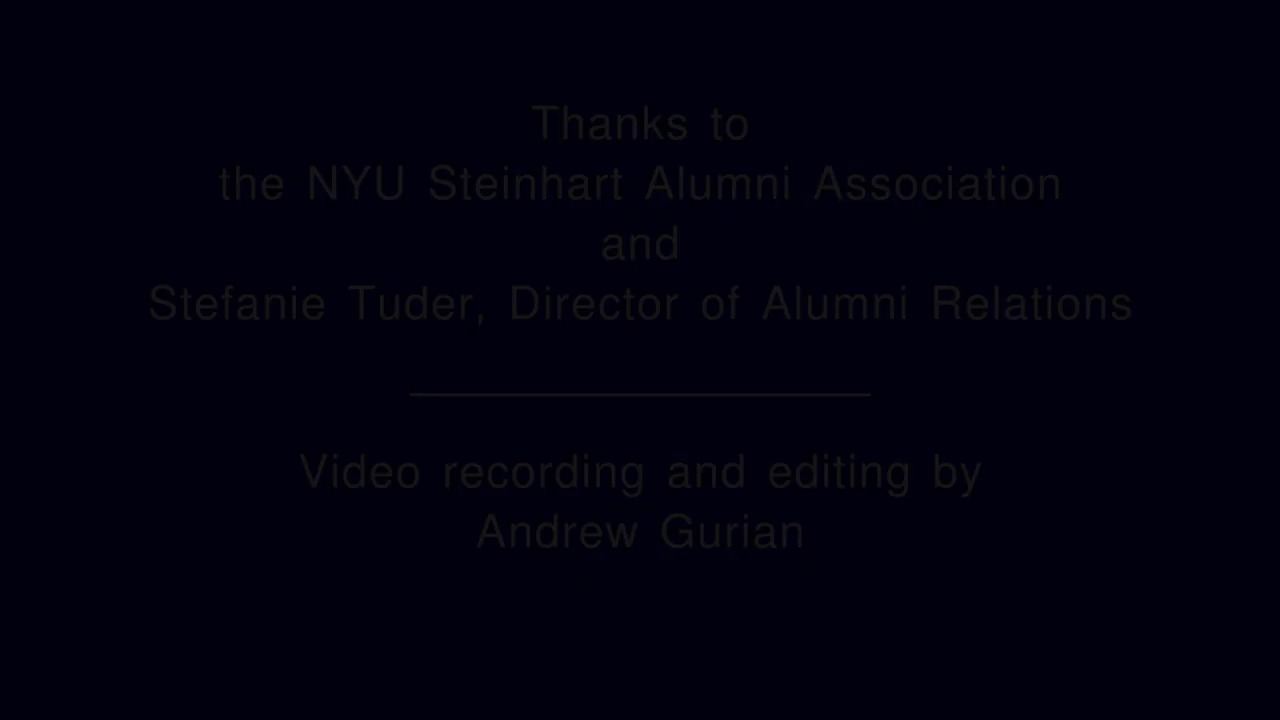 Thanks to
the NYU Steinhart Alumni Association
and
Stefanie Tuder, Director of Alumni Relations
Video recording and editing by
Andrew Gurian